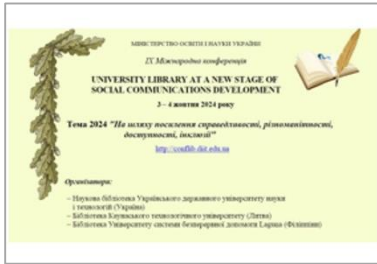 МІНІСТЕРСТВО ОСВІТИ І НАУКИ УКРАЇНИ
IX Міжнародна конференція
UNIVERSITY LIBRARY AT A NEW STAGE OF
SOCIAL COMMUNICATIONS DEVELOPMENT
3 – 4 жовтня 2024 року
Тема 2024 "На шляху посилення справедливості, різноманітності,
доступності, інклюзії"
http://conflib.diit.edu.ua
Організатори:
– Наукова бібліотека Українського державного університету науки
і технологій (Україна)
– Бібліотека Каунаського технологічного університету (Литва)
– Бібліотека Університету системи безперервної допомоги Laguna (Філіппіни)